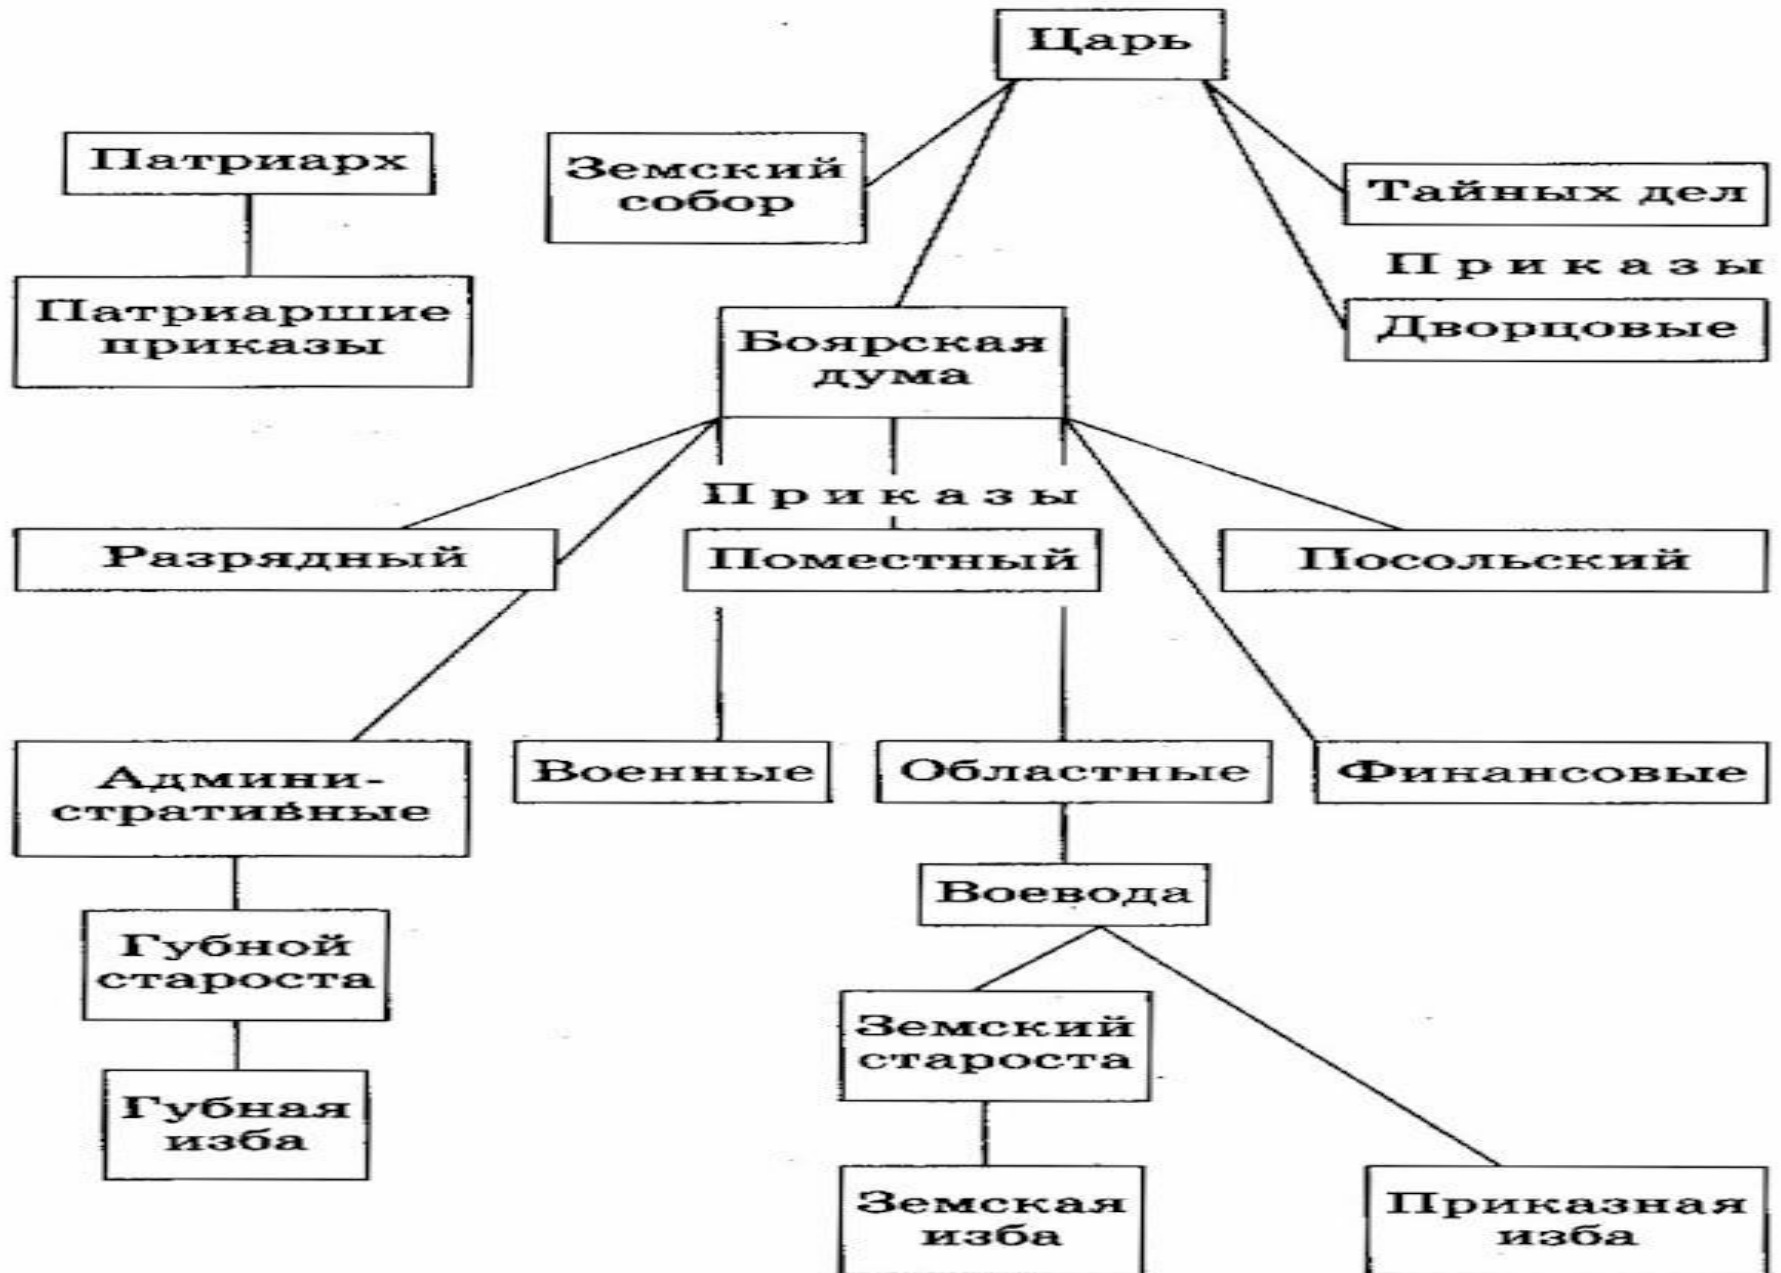 Царь
Патриарх
Земский
собор
Тайных дел
Приказы
Патриаршие
приказы
Боярская
дума
Дворцовые
Приказы
Разрядный
Поместный
Посольский
Админи-
стративные
Военные
Областные
Финансовые
Воевода
Губной
староста
Земский
староста
Губная
изба
Земская
изба
Приказная
изба